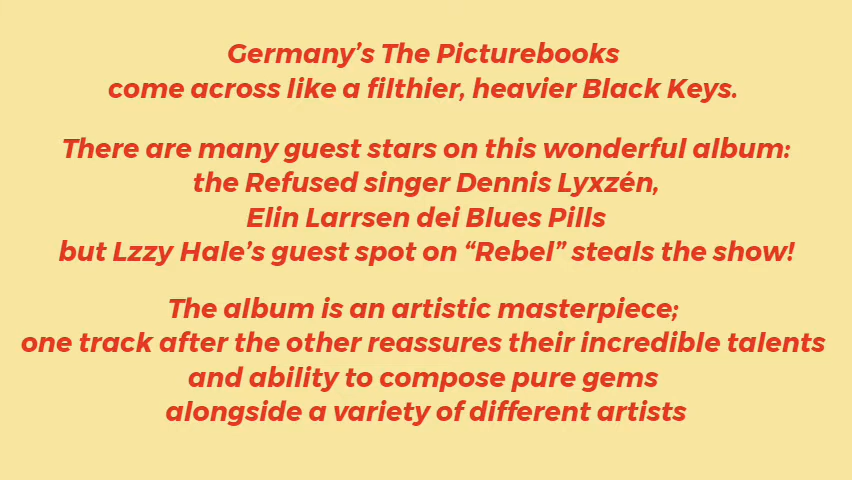 Germany’s The Picturebooks
come across like a filthier, heavier Black Keys.
There are many guest stars on this wonderful album:
the Refused singer Dennis Lyxzén,
Elin Larrsen dei Blues Pills
but Lzzy Hale’s guest spot on “Rebel” steals the show!
The album is an artistic masterpiece;
one track after the other reassures their incredible talents
and ability to compose pure gems
alongside a variety of different artists